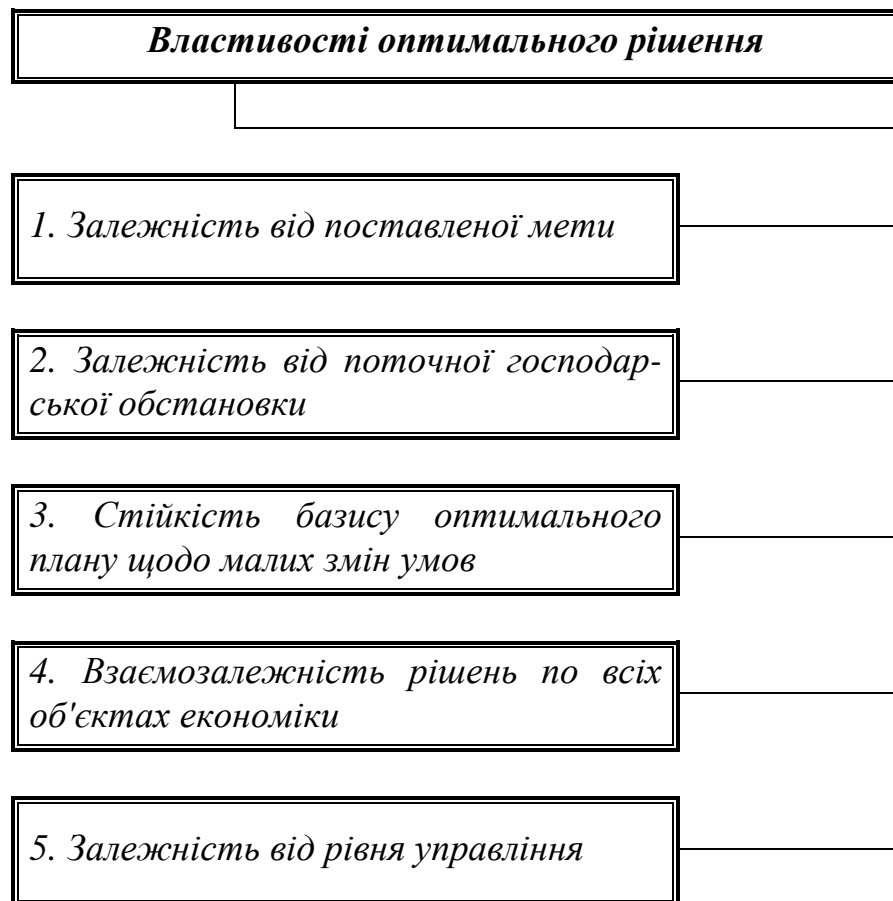 Властивості оптимального рішення
1. Залежність від поставленої мети
2. Залежність від поточної господар-
ської обстановки
3. Стійкість базису оптимального
плану щодо малих змін умов
4. Взаємозалежність рішень по всіх
об'єктах економіки
5. Залежність від рівня управління